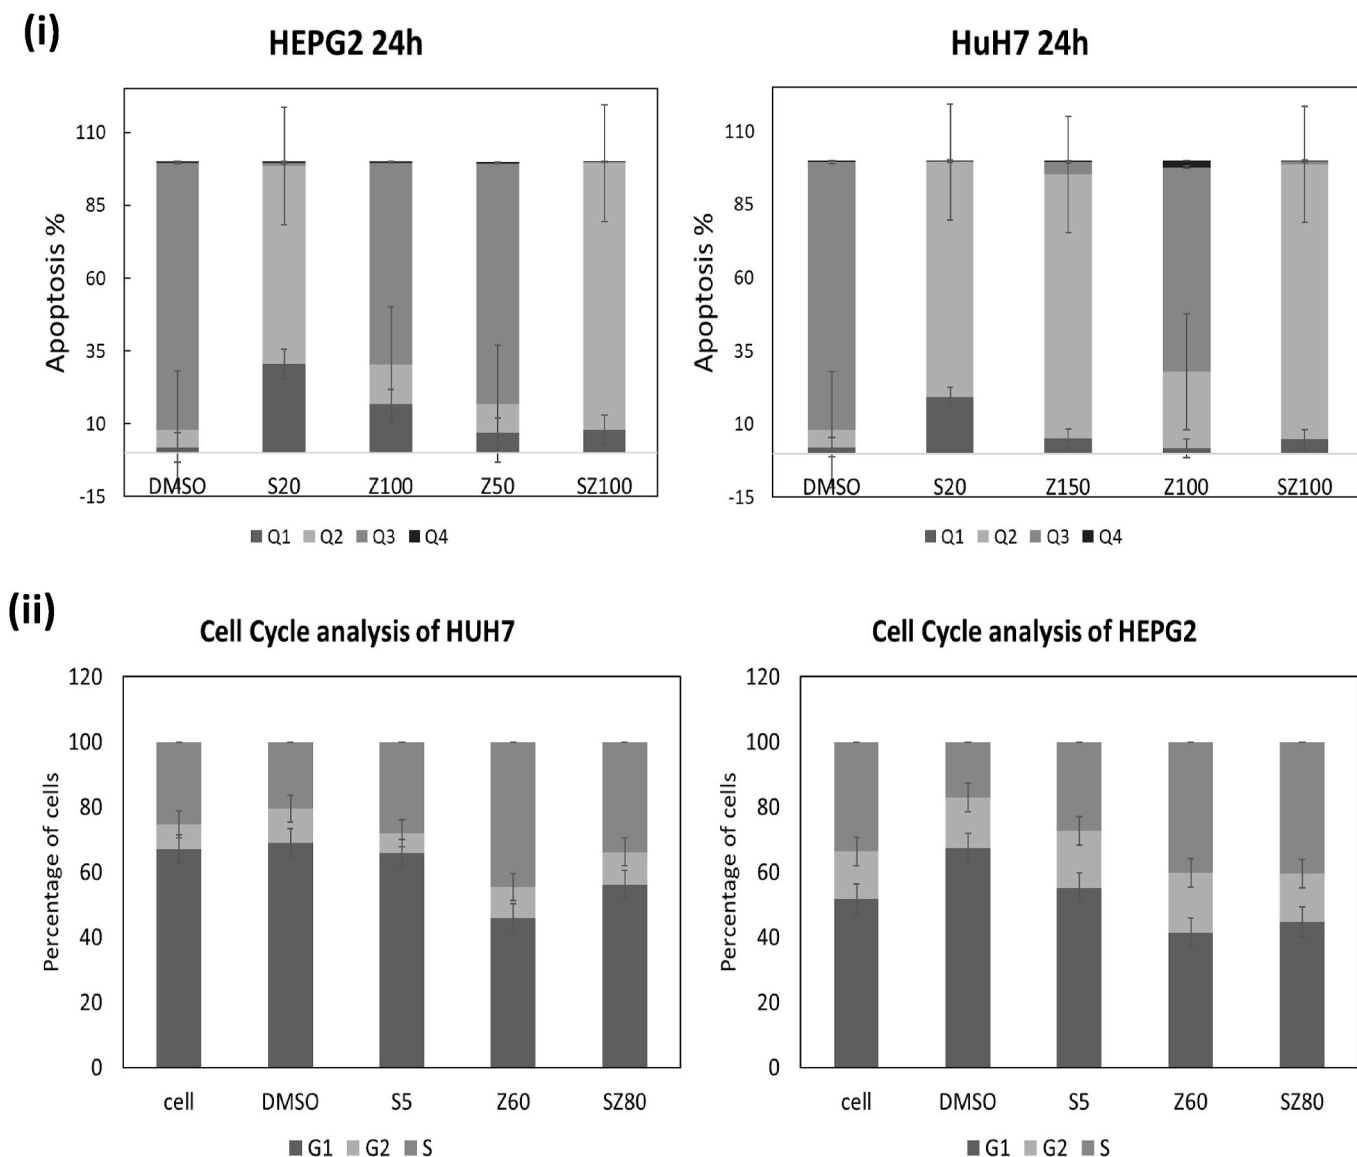 (i)
HEPG2 24h
Apoptosis %
110
85
60
35
10
-15
DMSO S20 Z100 Z50 SZ100
Q1 Q2 Q3 Q4
HuH7 24h
Apoptosis %
110
85
60
35
10
-15
DMSO S20 Z150 Z100 SZ100
Q1 Q2 Q3 Q4
(ii)
Cell Cycle analysis of HUH7
Percentage of cells
120
100
80
60
40
20
0
cell DMSO S5 Z60 SZ80
G1 G2 S
Cell Cycle analysis of HEPG2
Percentage of cells
120
100
80
60
40
20
0
cell DMSO S5 Z60 SZ80
G1 G2 S